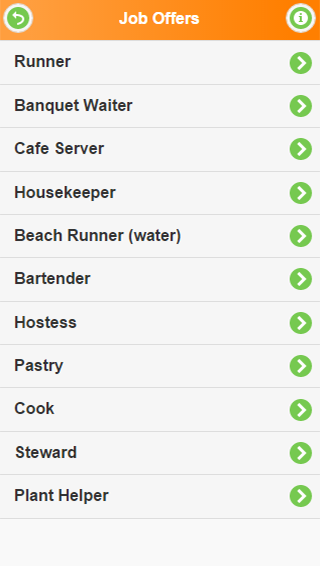 Job Offers
Runner
Banquet Waiter
Cafe Server
Housekeeper
Beach Runner (water)
Bartender
Hostess
Pastry
Cook
Steward
Plant Helper